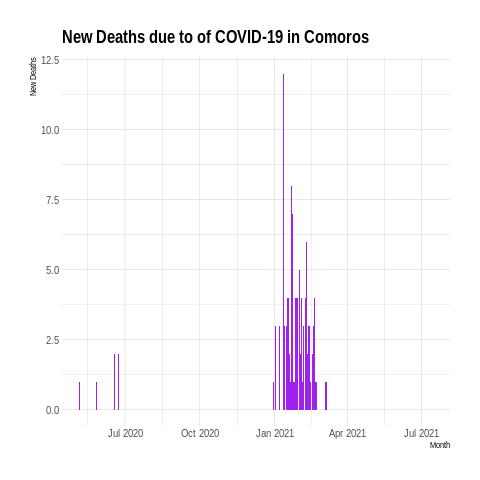 New Deaths due to of COVID-19 in Comoros
New Deaths
12.5
10.0
7.5
5.0
2.5
0.0
Jul 2020 Oct 2020 Jan 2021 Apr 2021 Jul 2021
Month